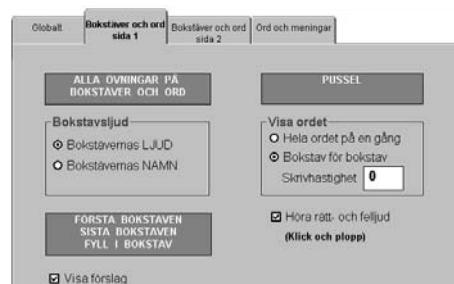 Globalt
Bokstäver och ord
sida 1
Bokstäver och ord
sida 2
Ord och meningar
ALLA ÖVNINGAR PÅ
BOKSTÄVER OCH ORD
Bokstavsljud
Bokstävernas LJUD
Bokstävernas NAMN
FÖRSTA BOKSTAVEN
SISTA BOKSTAVEN
FYLL I BOKSTAV
Visa förslag
PUSSEL
Visa ordet
Hela ordet på en gång
Bokstav för bokstav
Skrivhastighet 0
Höra rätt- och felljud
(Klick och plopp)